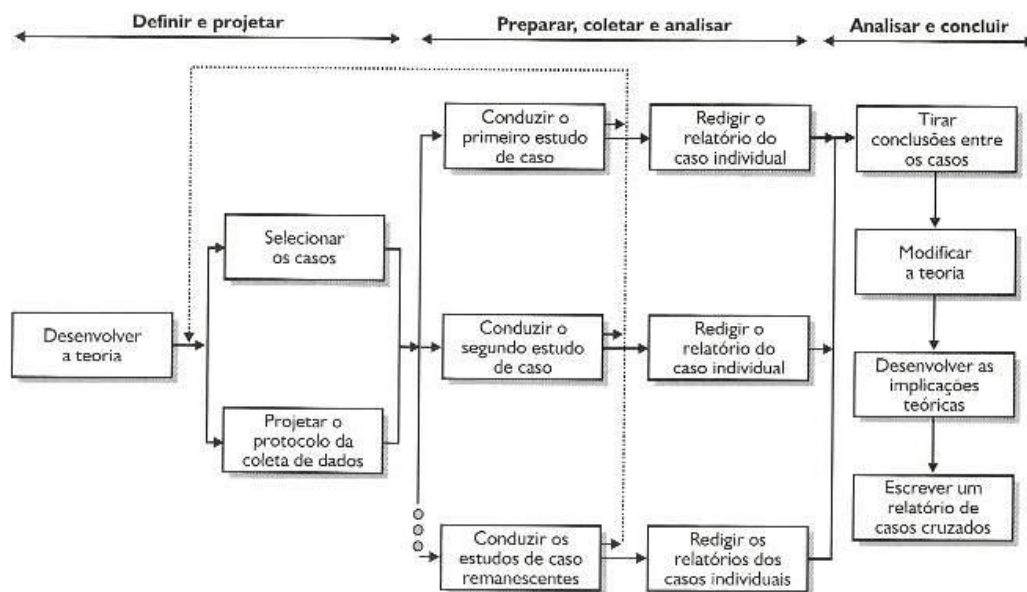 Definir e projetar
Preparar, coletar e analisar
Analisar e concluir
Desenvolver
a teoria
Selecionar
os casos
Projetar o
protocolo da
coleta de dados
Conduzir o
primeiro estudo
de caso
Redigir o
relatório do
caso individual
Conduzir o
segundo estudo
de caso
Redigir o
relatório do
caso individual
Conduzir os
estudos de caso
remanescentes
Redigir os
relatórios dos
casos individuais
Tirar
conclusões entre
os casos
Modificar
a teoria
Desenvolver as
implicações
teóricas
Escrever um
relatório de
casos cruzados